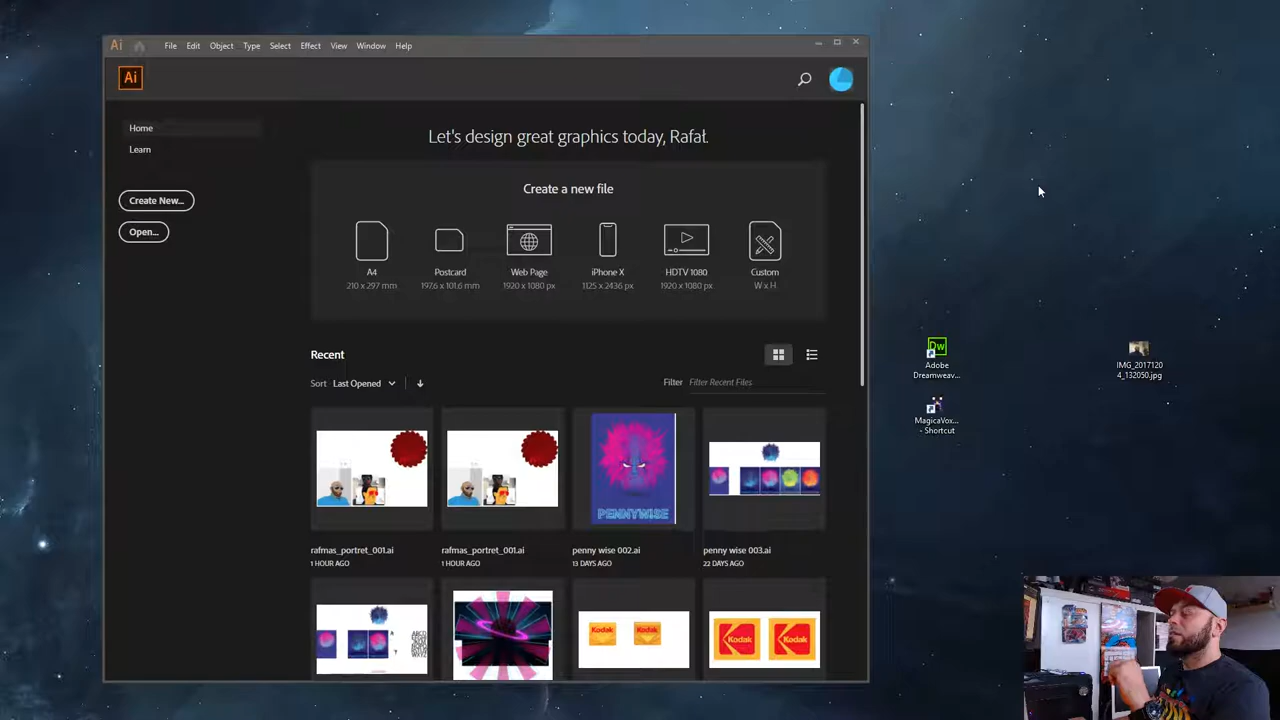 Ai
File Edit Object Type Select Effect View Window Help
Ai
Home
Learn
Create New...
Open...
Let's design great graphics today, Rafał.
Create a new file
A4
210 x 297 mm
Postcard
197.6 x 101.6 mm
Web Page
1920 x 1080 px
iPhone X
1125 x 2436 px
HDTV 1080
1920 x 1080 px
Custom
W x H
Recent
Sort Last Opened
Filter Filter Recent Files
PENNYWISE
rafmas_portret_001.ai
1 HOUR AGO
rafmas_portret_001.ai
1 HOUR AGO
penny wise 002.ai
13 DAYS AGO
penny wise 003.ai
22 DAYS AGO
Kodak Kodak
Kodak Kodak
Dw
Adobe
Dreamweav...
MagicaVox...
- Shortcut
IMG_2017120
4_132050.jpg